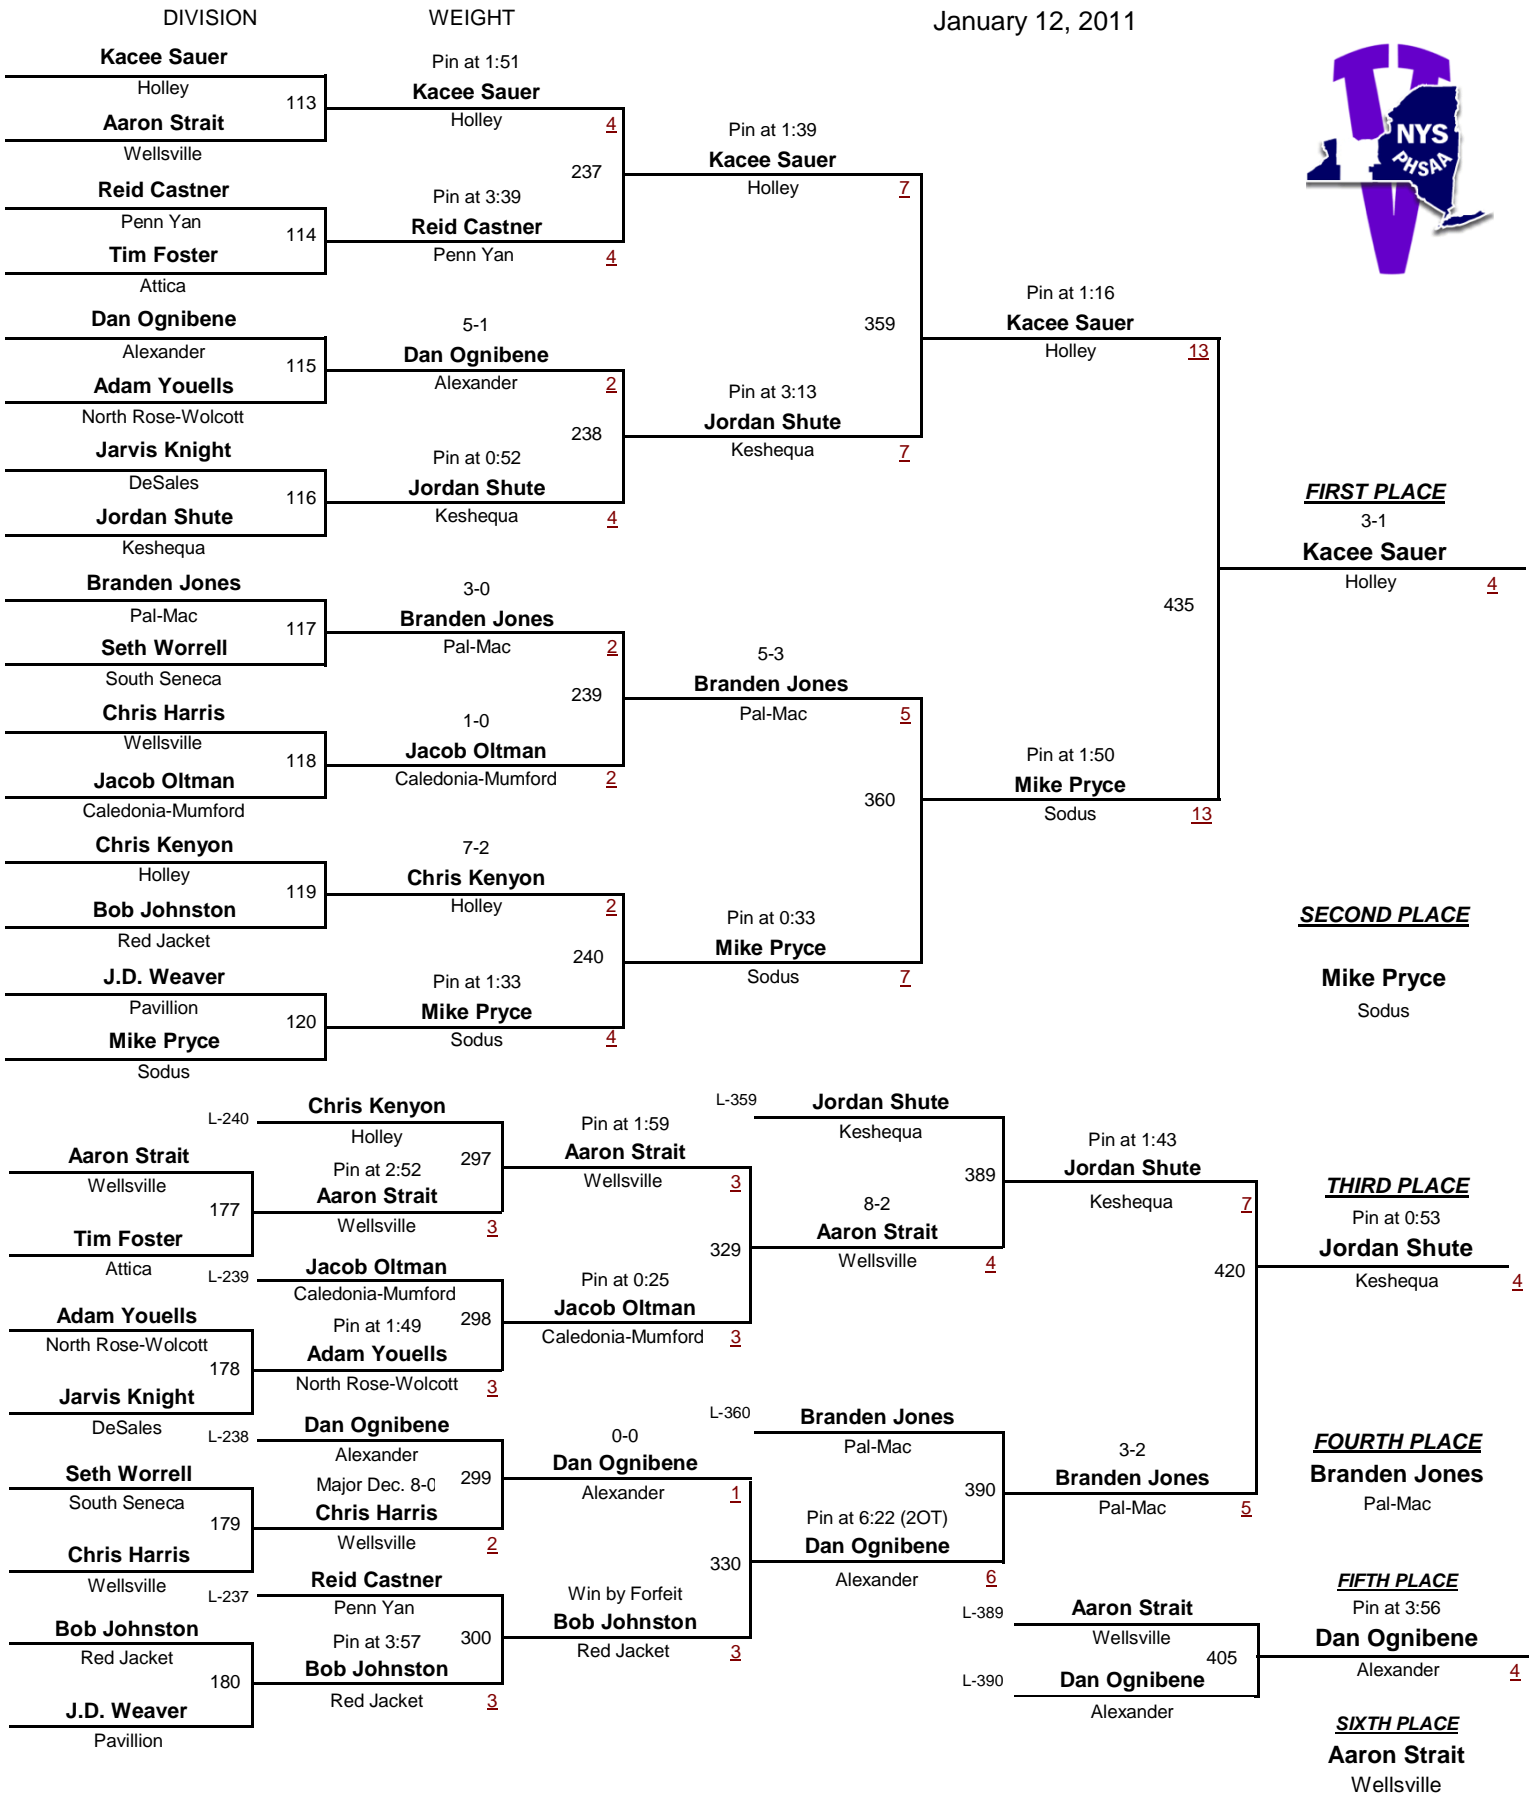 DIVISION WEIGHT January 12, 2011
Kacee Sauer
Holley
113
Aaron Strait
Wellsville
Reid Castner
Penn Yan
114
Tim Foster
Attica
Dan Ognibene
Alexander
115
Adam Youells
North Rose-Wolcott
Jarvis Knight
DeSales
116
Jordan Shute
Keshequa
Branden Jones
Pal-Mac
117
Seth Worrell
South Seneca
Chris Harris
Wellsville
118
Jacob Oltman
Caledonia-Mumford
Chris Kenyon
Holley
119
Bob Johnston
Red Jacket
J.D. Weaver
Pavillion
120
Mike Pryce
Sodus
Pin at 1:51
Kacee Sauer
Holley 4
237
Pin at 3:39
Reid Castner
Penn Yan 4
5-1
Dan Ognibene
Alexander 2
238
Pin at 0:52
Jordan Shute
Keshequa 4
3-0
Branden Jones
Pal-Mac 2
239
1-0
Jacob Oltman
Caledonia-Mumford 2
7-2
Chris Kenyon
Holley 2
240
Pin at 1:33
Mike Pryce
Sodus 4
Pin at 1:39
Kacee Sauer
Holley 7
359
Pin at 3:13
Jordan Shute
Keshequa 7
5-3
Branden Jones
Pal-Mac 5
360
Pin at 0:33
Mike Pryce
Sodus 7
Pin at 1:16
Kacee Sauer
Holley 13
435
Pin at 1:50
Mike Pryce
Sodus 13
NYS
PHSAA
FIRST PLACE
3-1
Kacee Sauer
Holley 4
SECOND PLACE
Mike Pryce
Sodus
Aaron Strait
Wellsville
177
Tim Foster
Attica
Adam Youells
North Rose-Wolcott
178
Jarvis Knight
DeSales
Seth Worrell
South Seneca
179
Chris Harris
Wellsville
Bob Johnston
Red Jacket
180
J.D. Weaver
Pavillion
L-240 Chris Kenyon
Holley
297
Pin at 2:52
Aaron Strait
Wellsville 3
L-239 Jacob Oltman
Caledonia-Mumford
298
Pin at 1:49
Adam Youells
North Rose-Wolcott 3
L-238 Dan Ognibene
Alexander
299
Major Dec. 8-0
Chris Harris
Wellsville 2
L-237 Reid Castner
Penn Yan
300
Pin at 3:57
Bob Johnston
Red Jacket 3
Pin at 1:59
Aaron Strait
Wellsville 3
329
Pin at 0:25
Jacob Oltman
Caledonia-Mumford 3
0-0
Dan Ognibene
Alexander 1
330
Win by Forfeit
Bob Johnston
Red Jacket 3
L-359 Jordan Shute
Keshequa
389
8-2
Aaron Strait
Wellsville 4
L-360 Branden Jones
Pal-Mac
390
Pin at 6:22 (2OT)
Dan Ognibene
Alexander 6
Pin at 1:43
Jordan Shute
Keshequa 7
420
3-2
Branden Jones
Pal-Mac 5
L-389 Aaron Strait
Wellsville
405
L-390 Dan Ognibene
Alexander
THIRD PLACE
Pin at 0:53
Jordan Shute
Keshequa 4
FOURTH PLACE
Branden Jones
Pal-Mac
FIFTH PLACE
Pin at 3:56
Dan Ognibene
Alexander 4
SIXTH PLACE
Aaron Strait
Wellsville